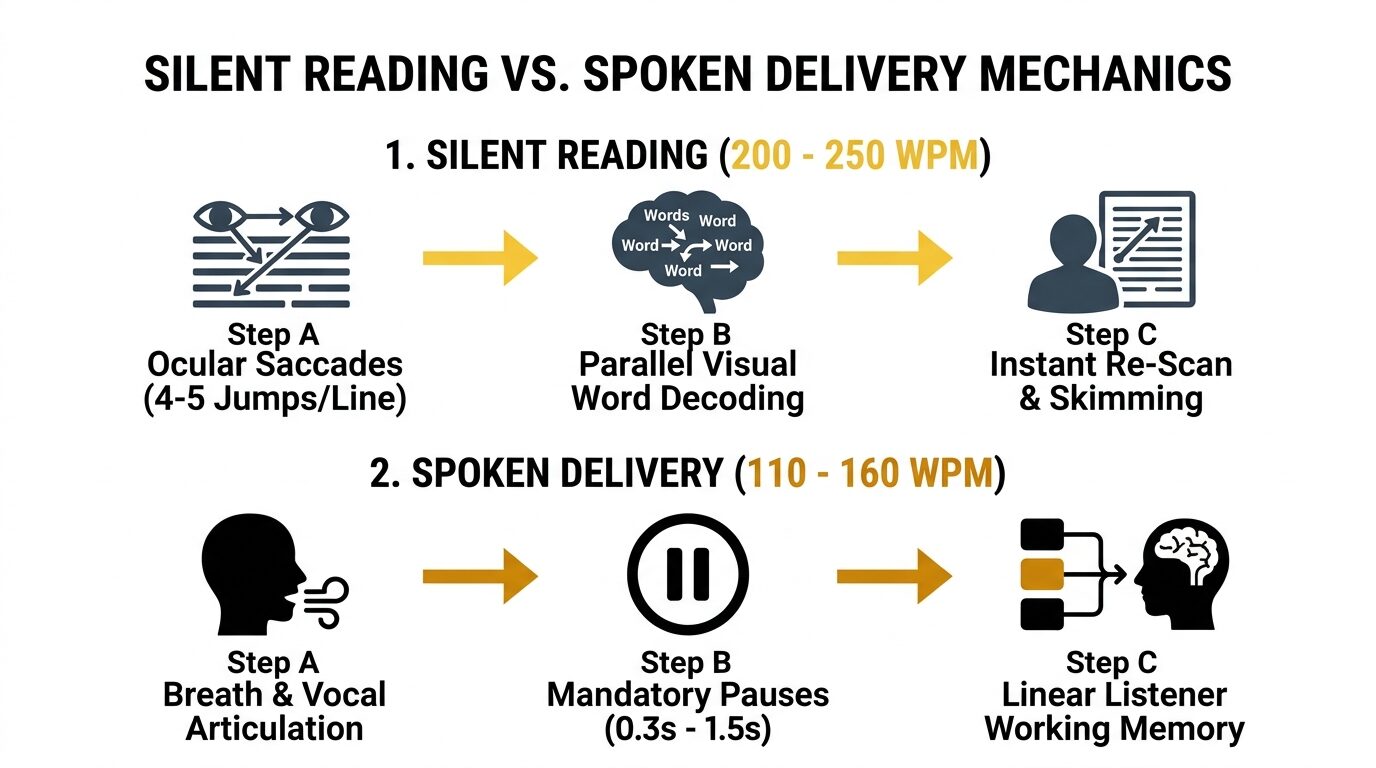 SILENT READING VS. SPOKEN DELIVERY MECHANICS
1. SILENT READING (200 - 250 WPM)
Words
Word
Word
Word
Word
Step A
Ocular Saccades
(4-5 Jumps/Line)
Step B
Parallel Visual
Word Decoding
Step C
Instant Re-Scan
& Skimming
2. SPOKEN DELIVERY (110 - 160 WPM)
Step A
Breath & Vocal
Articulation
Step B
Mandatory Pauses
(0.3s - 1.5s)
Step C
Linear Listener
Working Memory